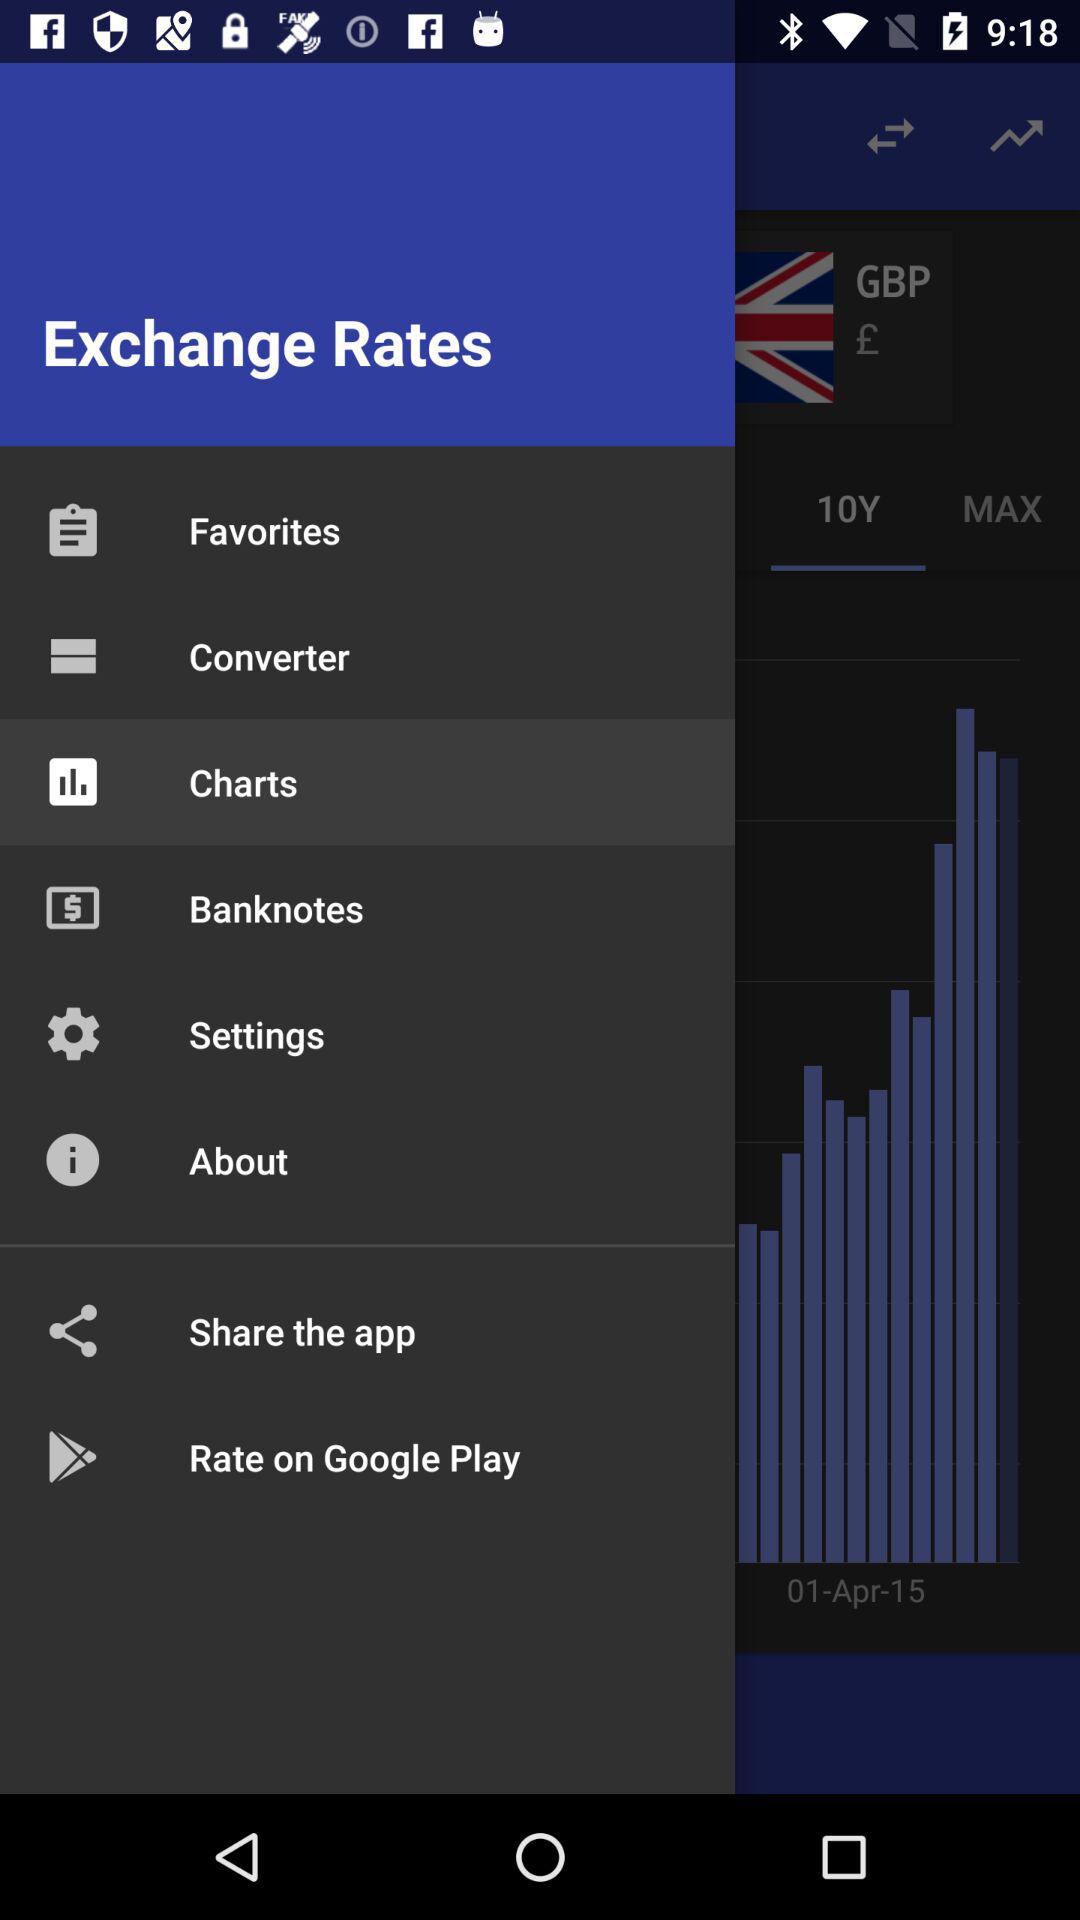 FAKE
9:18
Exchange Rates
GBP
£
10Y MAX
Favorites
Converter
Charts
Banknotes
Settings
About
Share the app
Rate on Google Play
01-Apr-15